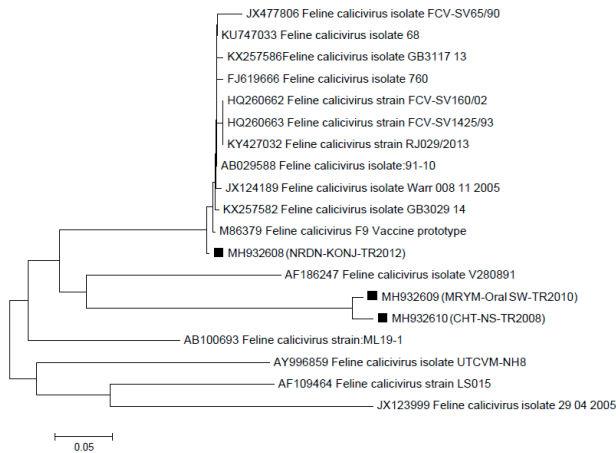 JX477806 Feline calicivirus isolate FCV-SV65/90
KU747033 Feline calicivirus isolate 68
KX257586Feline calicivirus isolate GB3117 13
FJ619666 Feline calicivirus isolate 760
HQ260662 Feline calicivirus strain FCV-SV160/02
HQ260663 Feline calicivirus strain FCV-SV1425/93
KY427032 Feline calicivirus strain RJ029/2013
AB029588 Feline calicivirus isolate:91-10
JX124189 Feline calicivirus isolate Warr 008 11 2005
KX257582 Feline calicivirus isolate GB3029 14
M86379 Feline calicivirus F9 Vaccine prototype
MH932608 (NRDN-KONJ-TR2012)
AF186247 Feline calicivirus isolate V280891
MH932609 (MRYM-Oral SW-TR2010)
MH932610 (CHT-NS-TR2008)
AB100693 Feline calicivirus strain:ML19-1
AY996859 Feline calicivirus isolate UTCVM-NH8
AF109464 Feline calicivirus strain LS015
JX123999 Feline calicivirus isolate 29 04 2005
0.05